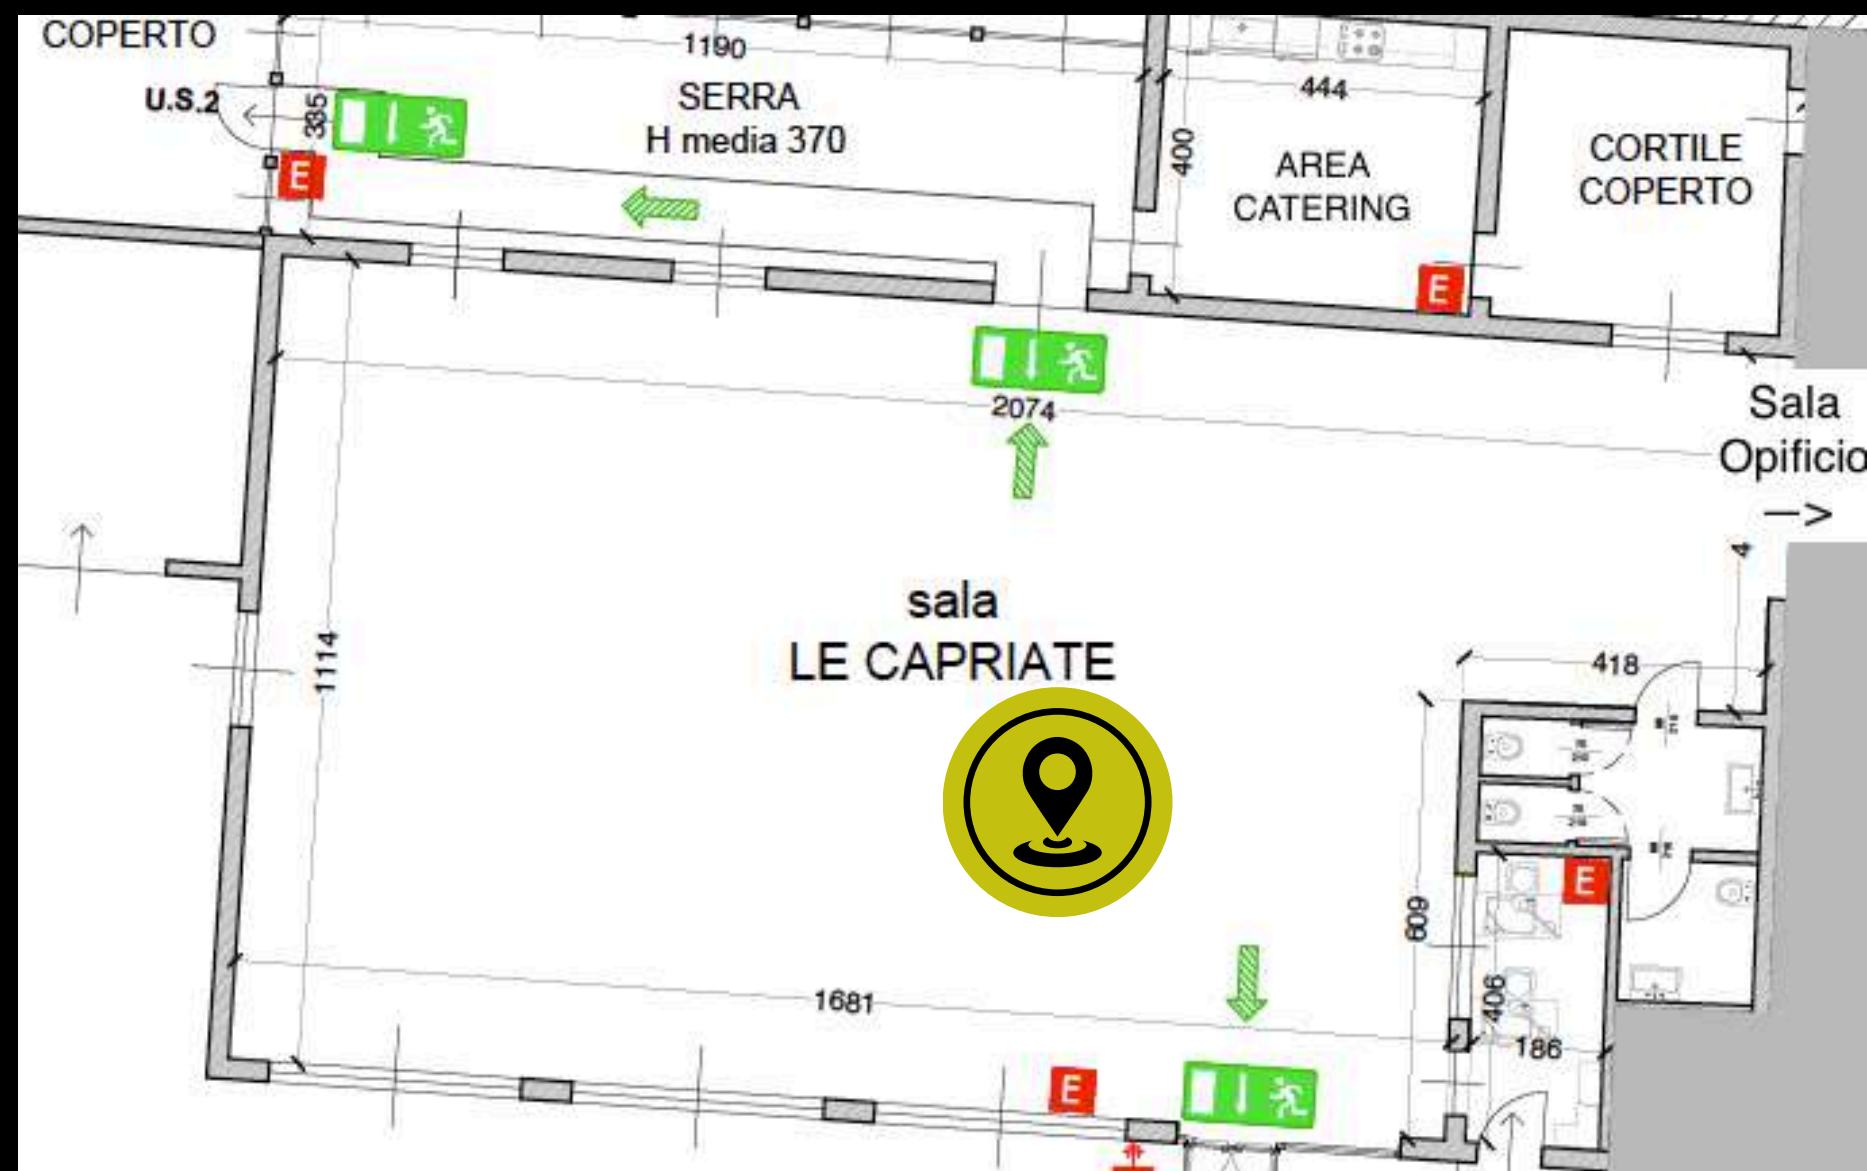 COPERTO
U.S.2
335
1190
SERRA
H media 370
E
444
400
AREA
CATERING
CORTILE
COPERTO
E
2074
Sala
Opificio
—>
4
sala
LE CAPRIATE
1114
418
609
E
406
186
1681
E